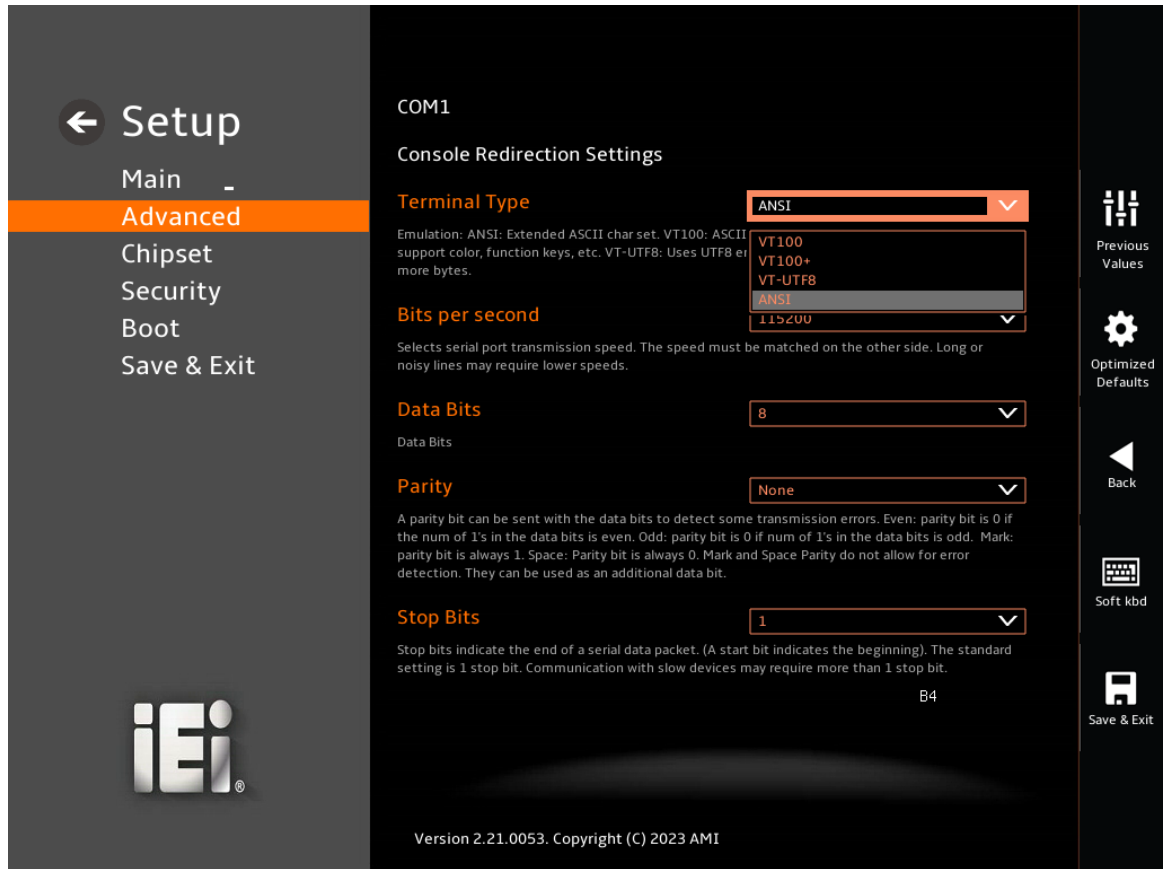 Setup
Main
Advanced
Chipset
Security
Boot
Save & Exit
iEi®
COM1
Console Redirection Settings
Terminal Type
ANSI
Emulation: ANSI: Extended ASCII char set. VT100: ASCII
support color, function keys, etc. VT-UTF8: Uses UTF8
more bytes.
VT100
VT100+
VT-UTF8
ANSI
Bits per second
115200
Selects serial port transmission speed. The speed must be matched on the other side. Long or
noisy lines may require lower speeds.
Data Bits
8
Data Bits
Parity
None
A parity bit can be sent with the data bits to detect some transmission errors. Even: parity bit is 0 if
the num of 1's in the data bits is even. Odd: parity bit is 0 if num of 1's in the data bits is odd. Mark:
parity bit is always 1. Space: Parity bit is always 0. Mark and Space Parity do not allow for error
detection. They can be used as an additional data bit.
Stop Bits
1
Stop bits indicate the end of a serial data packet. (A start bit indicates the beginning). The standard
setting is 1 stop bit. Communication with slow devices may require more than 1 stop bit.
B4
Version 2.21.0053. Copyright (C) 2023 AMI
Previous
Values
Optimized
Defaults
Back
Soft kbd
Save & Exit